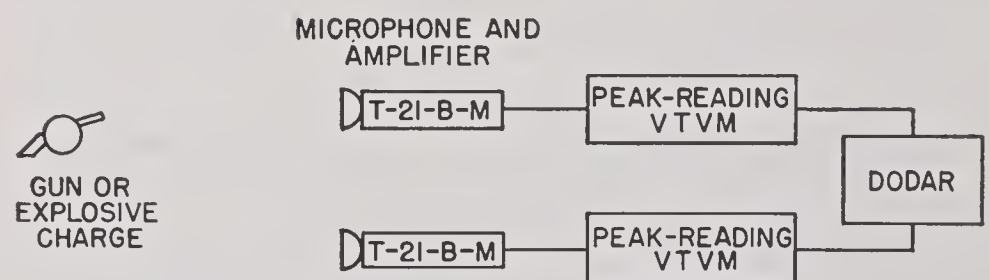 MICROPHONE AND
AMPLIFIER
T-21-B-M
PEAK-READING
VTVM
DODAR
GUN OR
EXPLOSIVE
CHARGE
T-21-B-M
PEAK-READING
VTVM